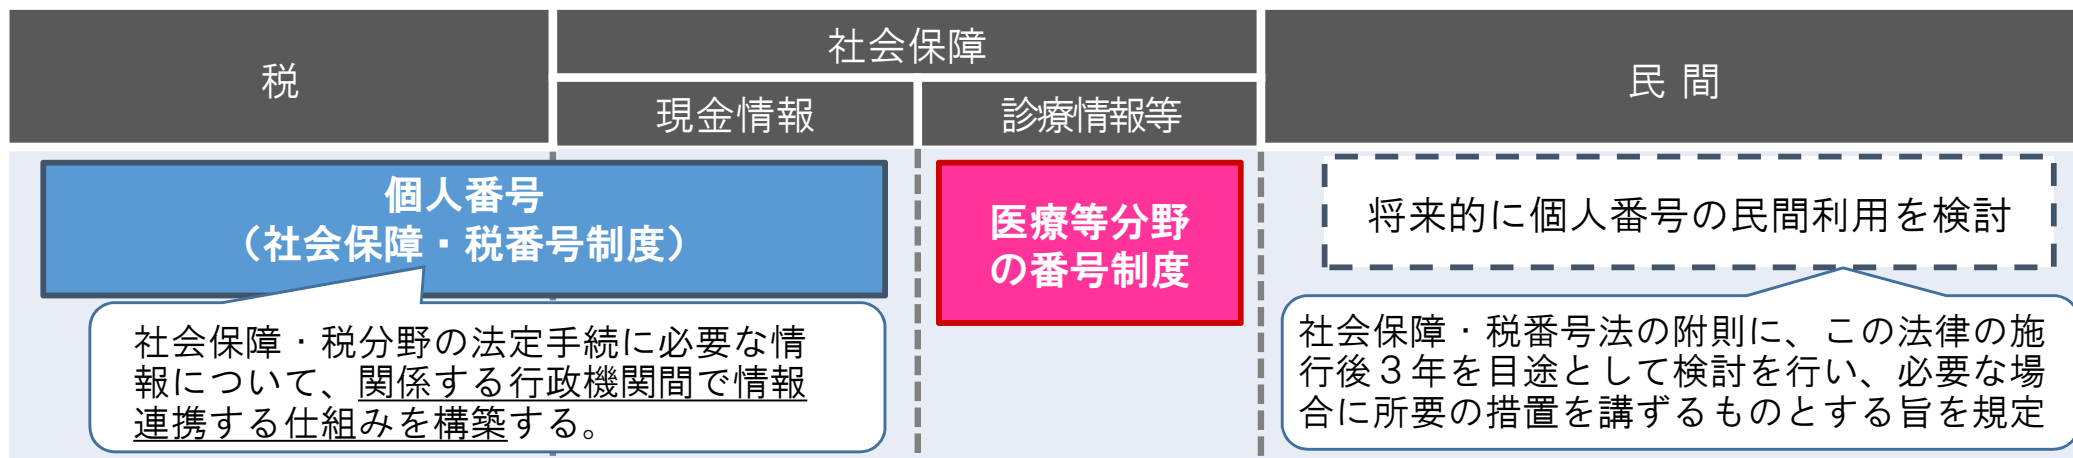 税
社会保障
民間
現金情報
診療情報等
個人番号
（社会保障・税番号制度）
医療等分野
の番号制度
将来的に個人番号の民間利用を検討
社会保障・税分野の法定手続に必要な情
報について、関係する行政機関間で情報
連携する仕組みを構築する。
社会保障・税番号法の附則に、この法律の施
行後３年を目途として検討を行い、必要な場
合に所要の措置を講ずるものとする旨を規定